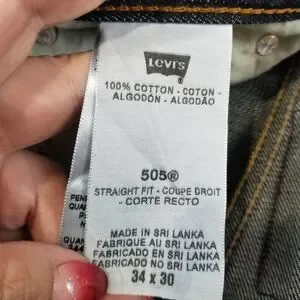 Levi's
100% COTTON - COTON -
ALGODÓN - ALGODÃO
505®
STRAIGHT FIT - COUPE DROIT
- CORTE RECTO
MADE IN SRI LANKA
FABRIQUE AU SRI LANKA
FABRICADO EN SRI LANKA
FABRICADO NO SRI LANKA
34 x 30